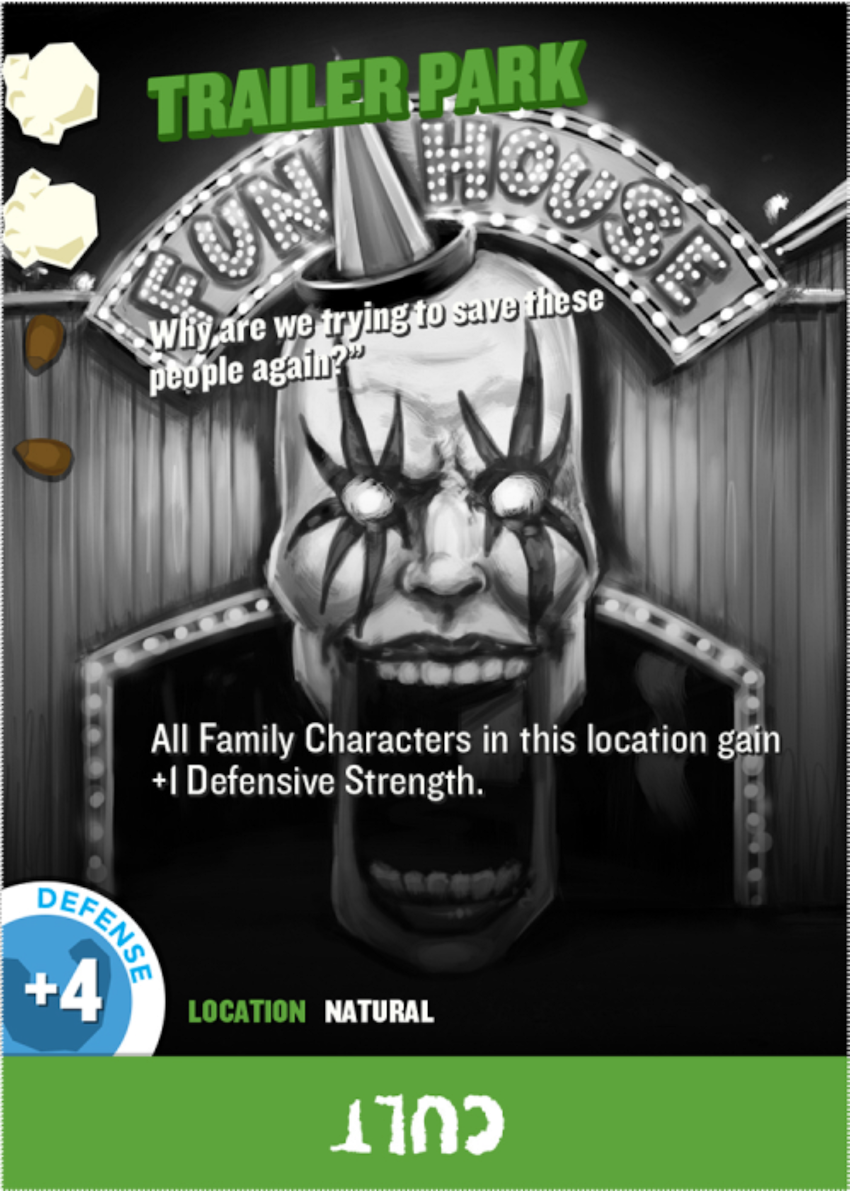 TRAILER PARK
FUN HOUSE
Why are we trying to save these
people again?”
All Family Characters in this location gain
+1 Defensive Strength.
DEFENSE
+4
LOCATION NATURAL
CULT